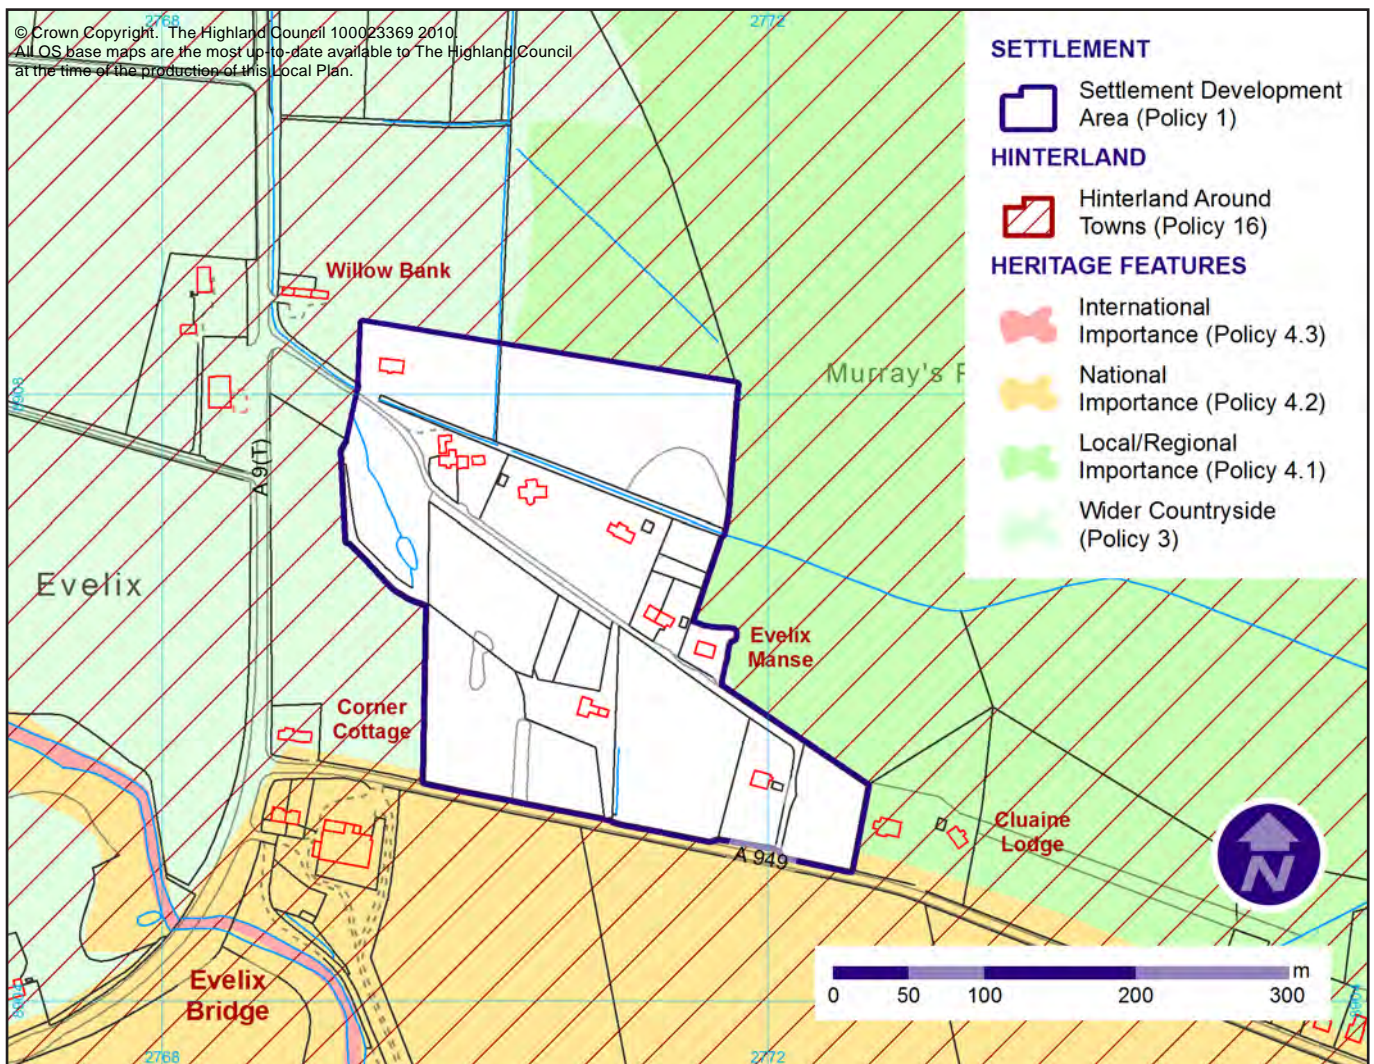 2768
2772
© Crown Copyright. The Highland Council 100023369 2010.
All OS base maps are the most up-to-date available to The Highland Council
at the time of the production of this Local Plan.
SETTLEMENT
Settlement Development
Area (Policy 1)
HINTERLAND
Hinterland Around
Towns (Policy 16)
HERITAGE FEATURES
International
Importance (Policy 4.3)
National
Importance (Policy 4.2)
Local/Regional
Importance (Policy 4.1)
Wider Countryside
(Policy 3)
Willow Bank
8908
Murray's
A 9(T)
Evelix
Evelix
Manse
Corner
Cottage
Cluaine
Lodge
A 949
N
Evelix
Bridge
m
0 50 100 200 300
2768
2772